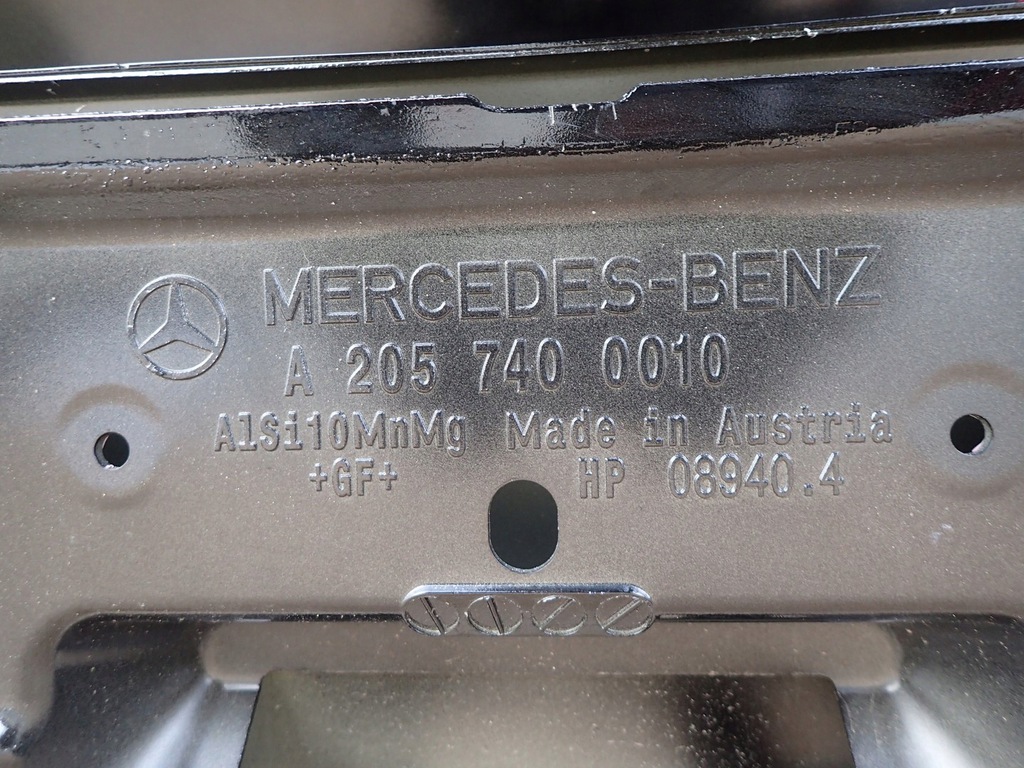 MERCEDES-BENZ
A 205 740 0010
AlSi10MnMg Made in Austria
+GF+ HP 08940.4